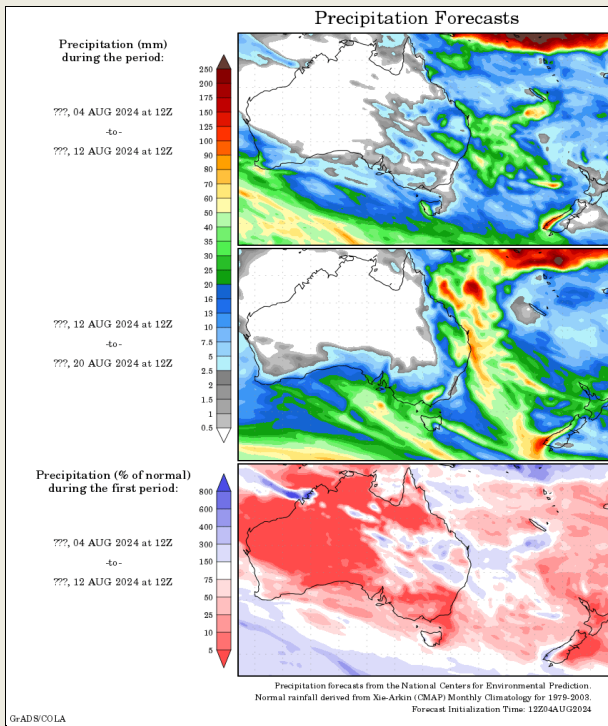 Precipitation Forecasts
Precipitation (mm)
during the period:
???, 04 AUG 2024 at 12Z
-to-
???, 12 AUG 2024 at 12Z
250
200
175
150
125
100
90
80
70
60
50
40
35
30
25
20
16
13
10
7.5
5
2.5
2
1.5
1
0.5
???, 12 AUG 2024 at 12Z
-to-
???, 20 AUG 2024 at 12Z
Precipitation (% of normal)
during the first period:
???, 04 AUG 2024 at 12Z
-to-
???, 12 AUG 2024 at 12Z
800
600
400
300
150
75
50
25
10
5
Precipitation forecasts from the National Centers for Environmental Prediction.
Normal rainfall derived from Xie-Arkin (CMAP) Monthly Climatology for 1979-2003.
Forecast Initialization Time: 12Z04AUG2024
GrADS/COLA